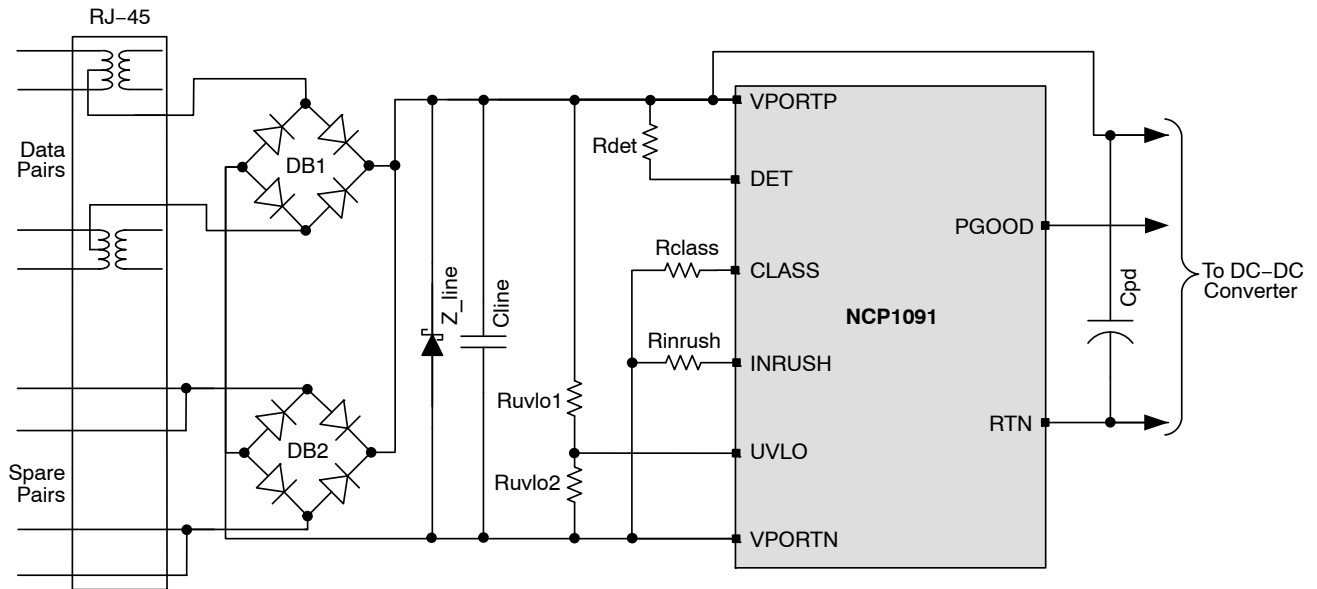 RJ−45
Data
Pairs
DB1
Rdet
VPORTP
DET
PGOOD
Rclass
CLASS
To DC−DC
Converter
Z_line
Cline
Cpd
NCP1091
Rinrush
INRUSH
Ruvlo1
RTN
DB2
UVLO
Spare
Pairs
Ruvlo2
VPORTN